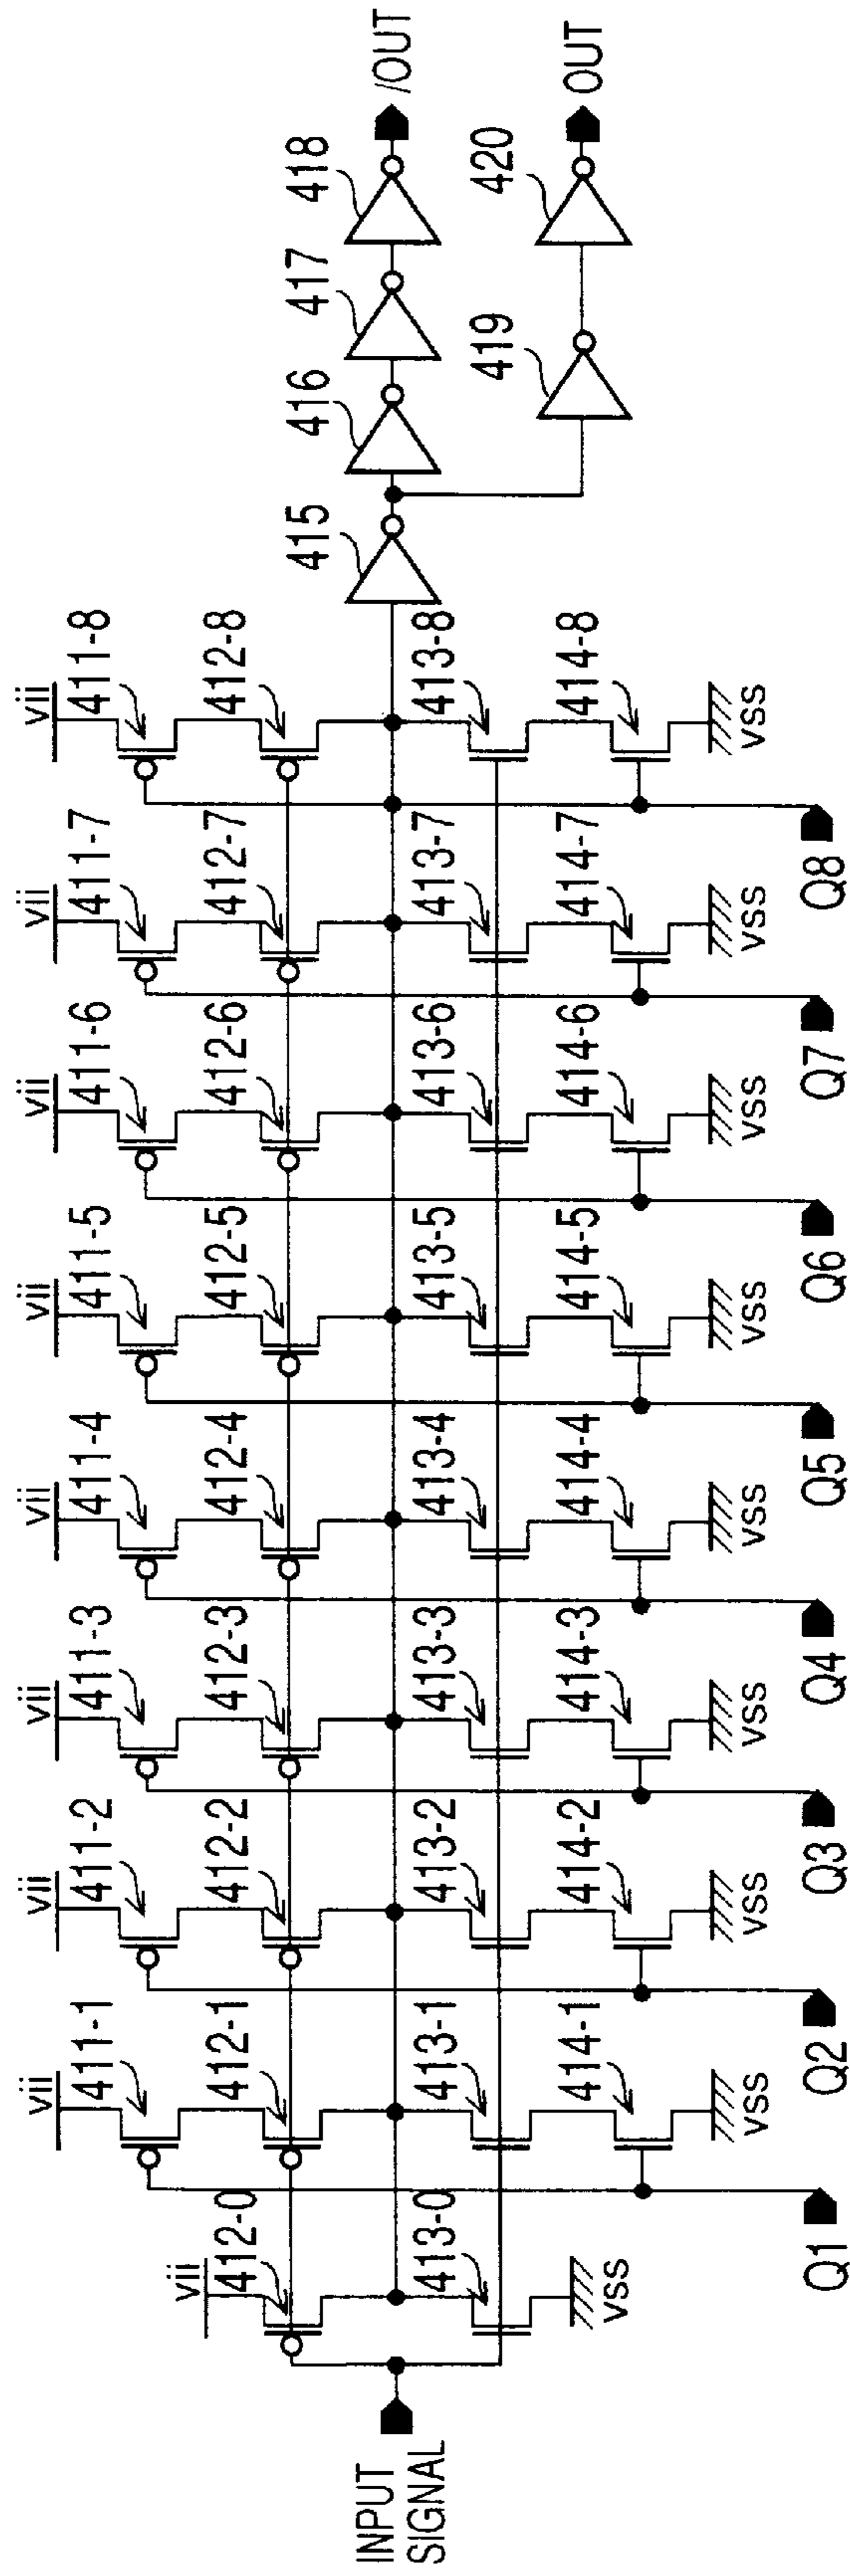 vii vii vii vii vii vii vii vii
411-1 411-2 411-3 411-4 411-5 411-6 411-7 411-8
vii
412-0 412-1 412-2 412-3 412-4 412-5 412-6 412-7 412-8
415 416 417 418 /OUT
INPUT
SIGNAL
413-0 413-1 413-2 413-3 413-4 413-5 413-6 413-7 413-8
419 420 OUT
414-1 414-2 414-3 414-4 414-5 414-6 414-7 414-8
VSS
VSS VSS VSS VSS VSS VSS VSS VSS
Q1 Q2 Q3 Q4 Q5 Q6 Q7 Q8